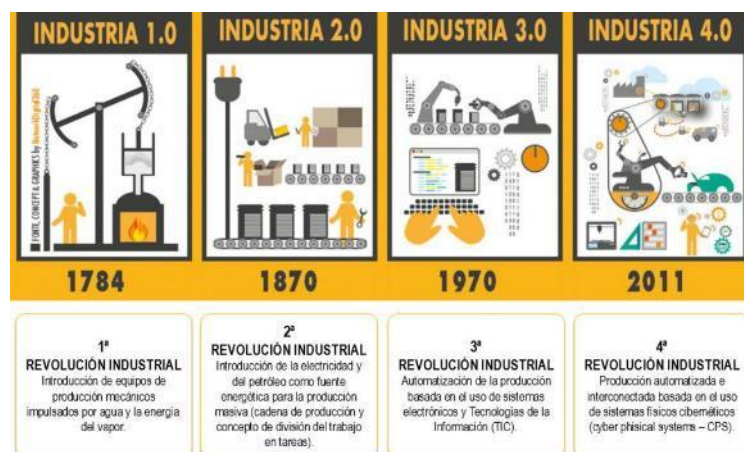 INDUSTRIA 1.0
INDUSTRIA 2.0
INDUSTRIA 3.0
INDUSTRIA 4.0
FONTE, CONCEPT & GRAPHICS by NetworkDigital360
1784
1870
1970
2011
1ª
REVOLUCIÓN INDUSTRIAL
Introducción de equipos de
producción mecánicos
impulsados por agua y la energía
del vapor.
2ª
REVOLUCIÓN INDUSTRIAL
Introducción de la electricidad y
del petróleo como fuente
energética para la producción
masiva (cadena de producción y
concepto de división del trabajo
en tareas).
3ª
REVOLUCIÓN INDUSTRIAL
Automatización de la producción
basada en el uso de sistemas
electrónicos y Tecnologías de la
Información (TIC).
4ª
REVOLUCIÓN INDUSTRIAL
Producción automatizada e
interconectada basada en el uso
de sistemas físicos cibernéticos
(cyber phisical systems – CPS).